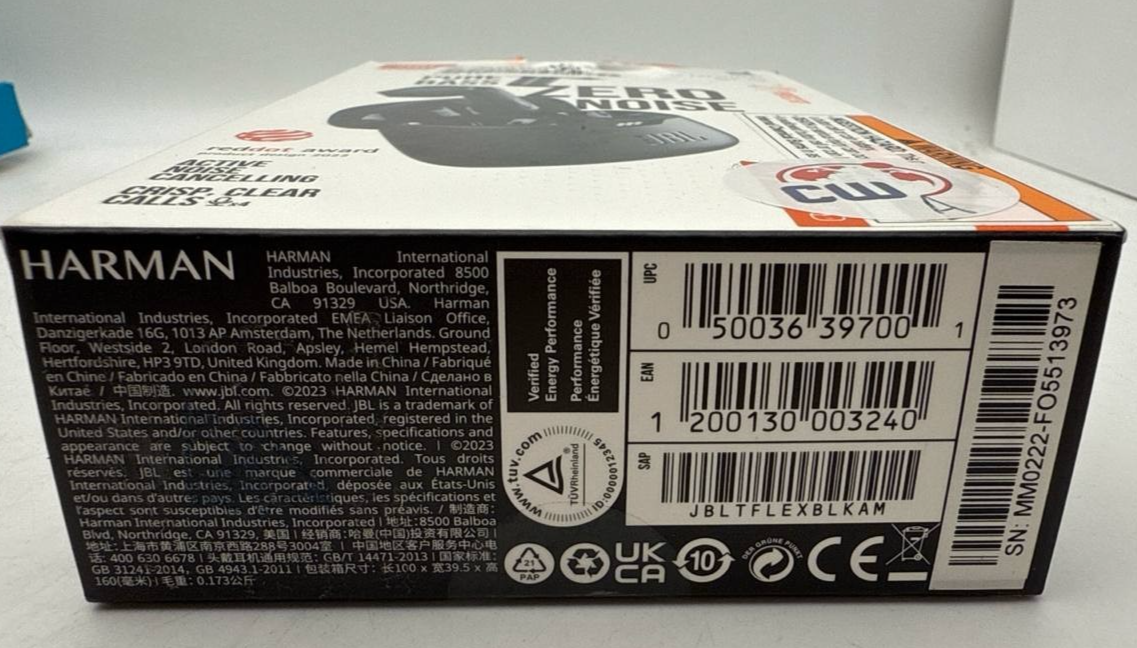 BASS
ZERO
NOISE
JBL
reddot award
product design 2022
ACTIVE
NOISE
CANCELLING
CRISP, CLEAR
CALLS x4
WARNING:
CW
HARMAN
HARMAN International
Industries, Incorporated 8500
Balboa Boulevard, Northridge,
CA 91329 USA. Harman
International Industries, Incorporated EMEA Liaison Office,
Danzigerkade 16G, 1013 AP Amsterdam, The Netherlands. Ground
Floor, Westside 2, London Road, Apsley, Hemel Hempstead,
Hertfordshire, HP3 9TD, United Kingdom. Made in China / Fabriqué
en Chine / Fabricado en China / Fabbricato nella China / Сделано в
Китае / 中国制造. www.jbl.com. ©2023 HARMAN International
Industries, Incorporated. All rights reserved. JBL is a trademark of
HARMAN International Industries, Incorporated, registered in the
United States and/or other countries. Features, specifications and
appearance are subject to change without notice. | ©2023
HARMAN International Industries, Incorporated. Tous droits
réservés. JBL est une marque commerciale de HARMAN
International Industries, Incorporated, déposée aux États-Unis
et/ou dans d'autres pays. Les caractéristiques, les spécifications et
l'aspect sont susceptibles d'être modifiés sans préavis. / 制造商:
Harman International Industries, Incorporated | 地址: 8500 Balboa
Blvd, Northridge, CA 91329, 美国 | 经销商: 哈曼(中国)投资有限公司 |
地址: 上海市黄浦区南京西路288号3004室 | 中国地区客户服务中心电
话: 400 630 6678 | 头戴耳机通用规范: GB/T 14471-2013 | 国家标准:
GB 31241-2014, GB 4943.1-2011 | 包装箱尺寸: 长100 x 宽39.5 x 高
160(毫米) | 毛重: 0.173公斤
Verified
Energy Performance
Performance
Énergétique Vérifiée
www.tuv.com
TÜVRheinland
ID:0000012345
UPC
0 50036 39700 1
EAN
1 200130 003240
SAP
JBLTFLEXBLKAM
21
PAP
UK
CA
10
DER GRÜNE PUNKT
CE
SN: MM0222-FO5513973